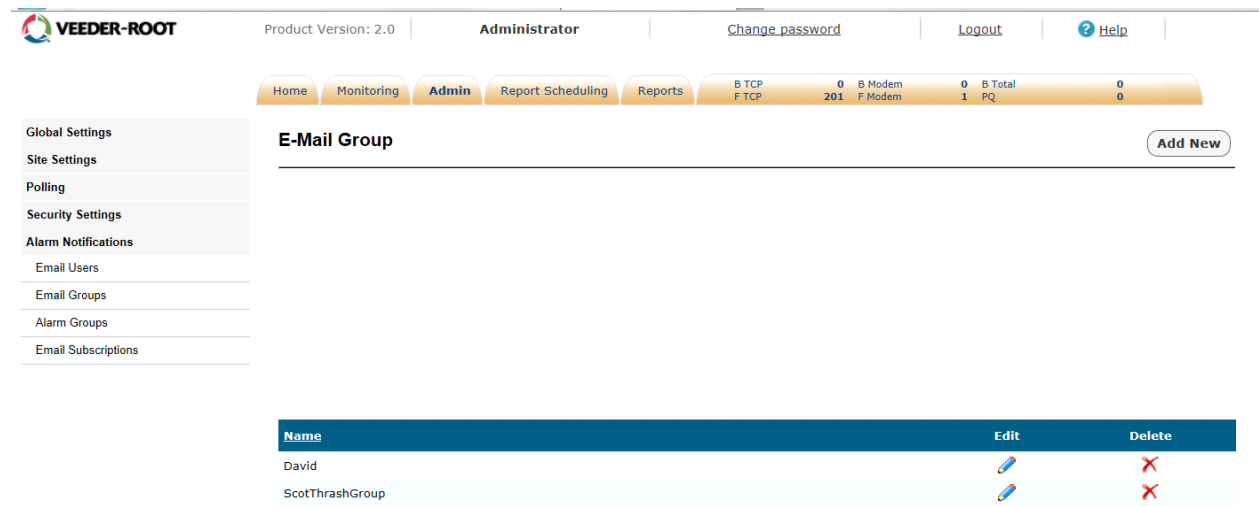 VEEDER-ROOT Product Version: 2.0 Administrator Change password Logout ? Help
Home Monitoring Admin Report Scheduling Reports B TCP 0 B Modem 0 B Total 0
F TCP 201 F Modem 1 PQ 0
Global Settings
Site Settings
Polling
Security Settings
Alarm Notifications
Email Users
Email Groups
Alarm Groups
Email Subscriptions
E-Mail Group Add New
Name Edit Delete
David
ScotThrashGroup